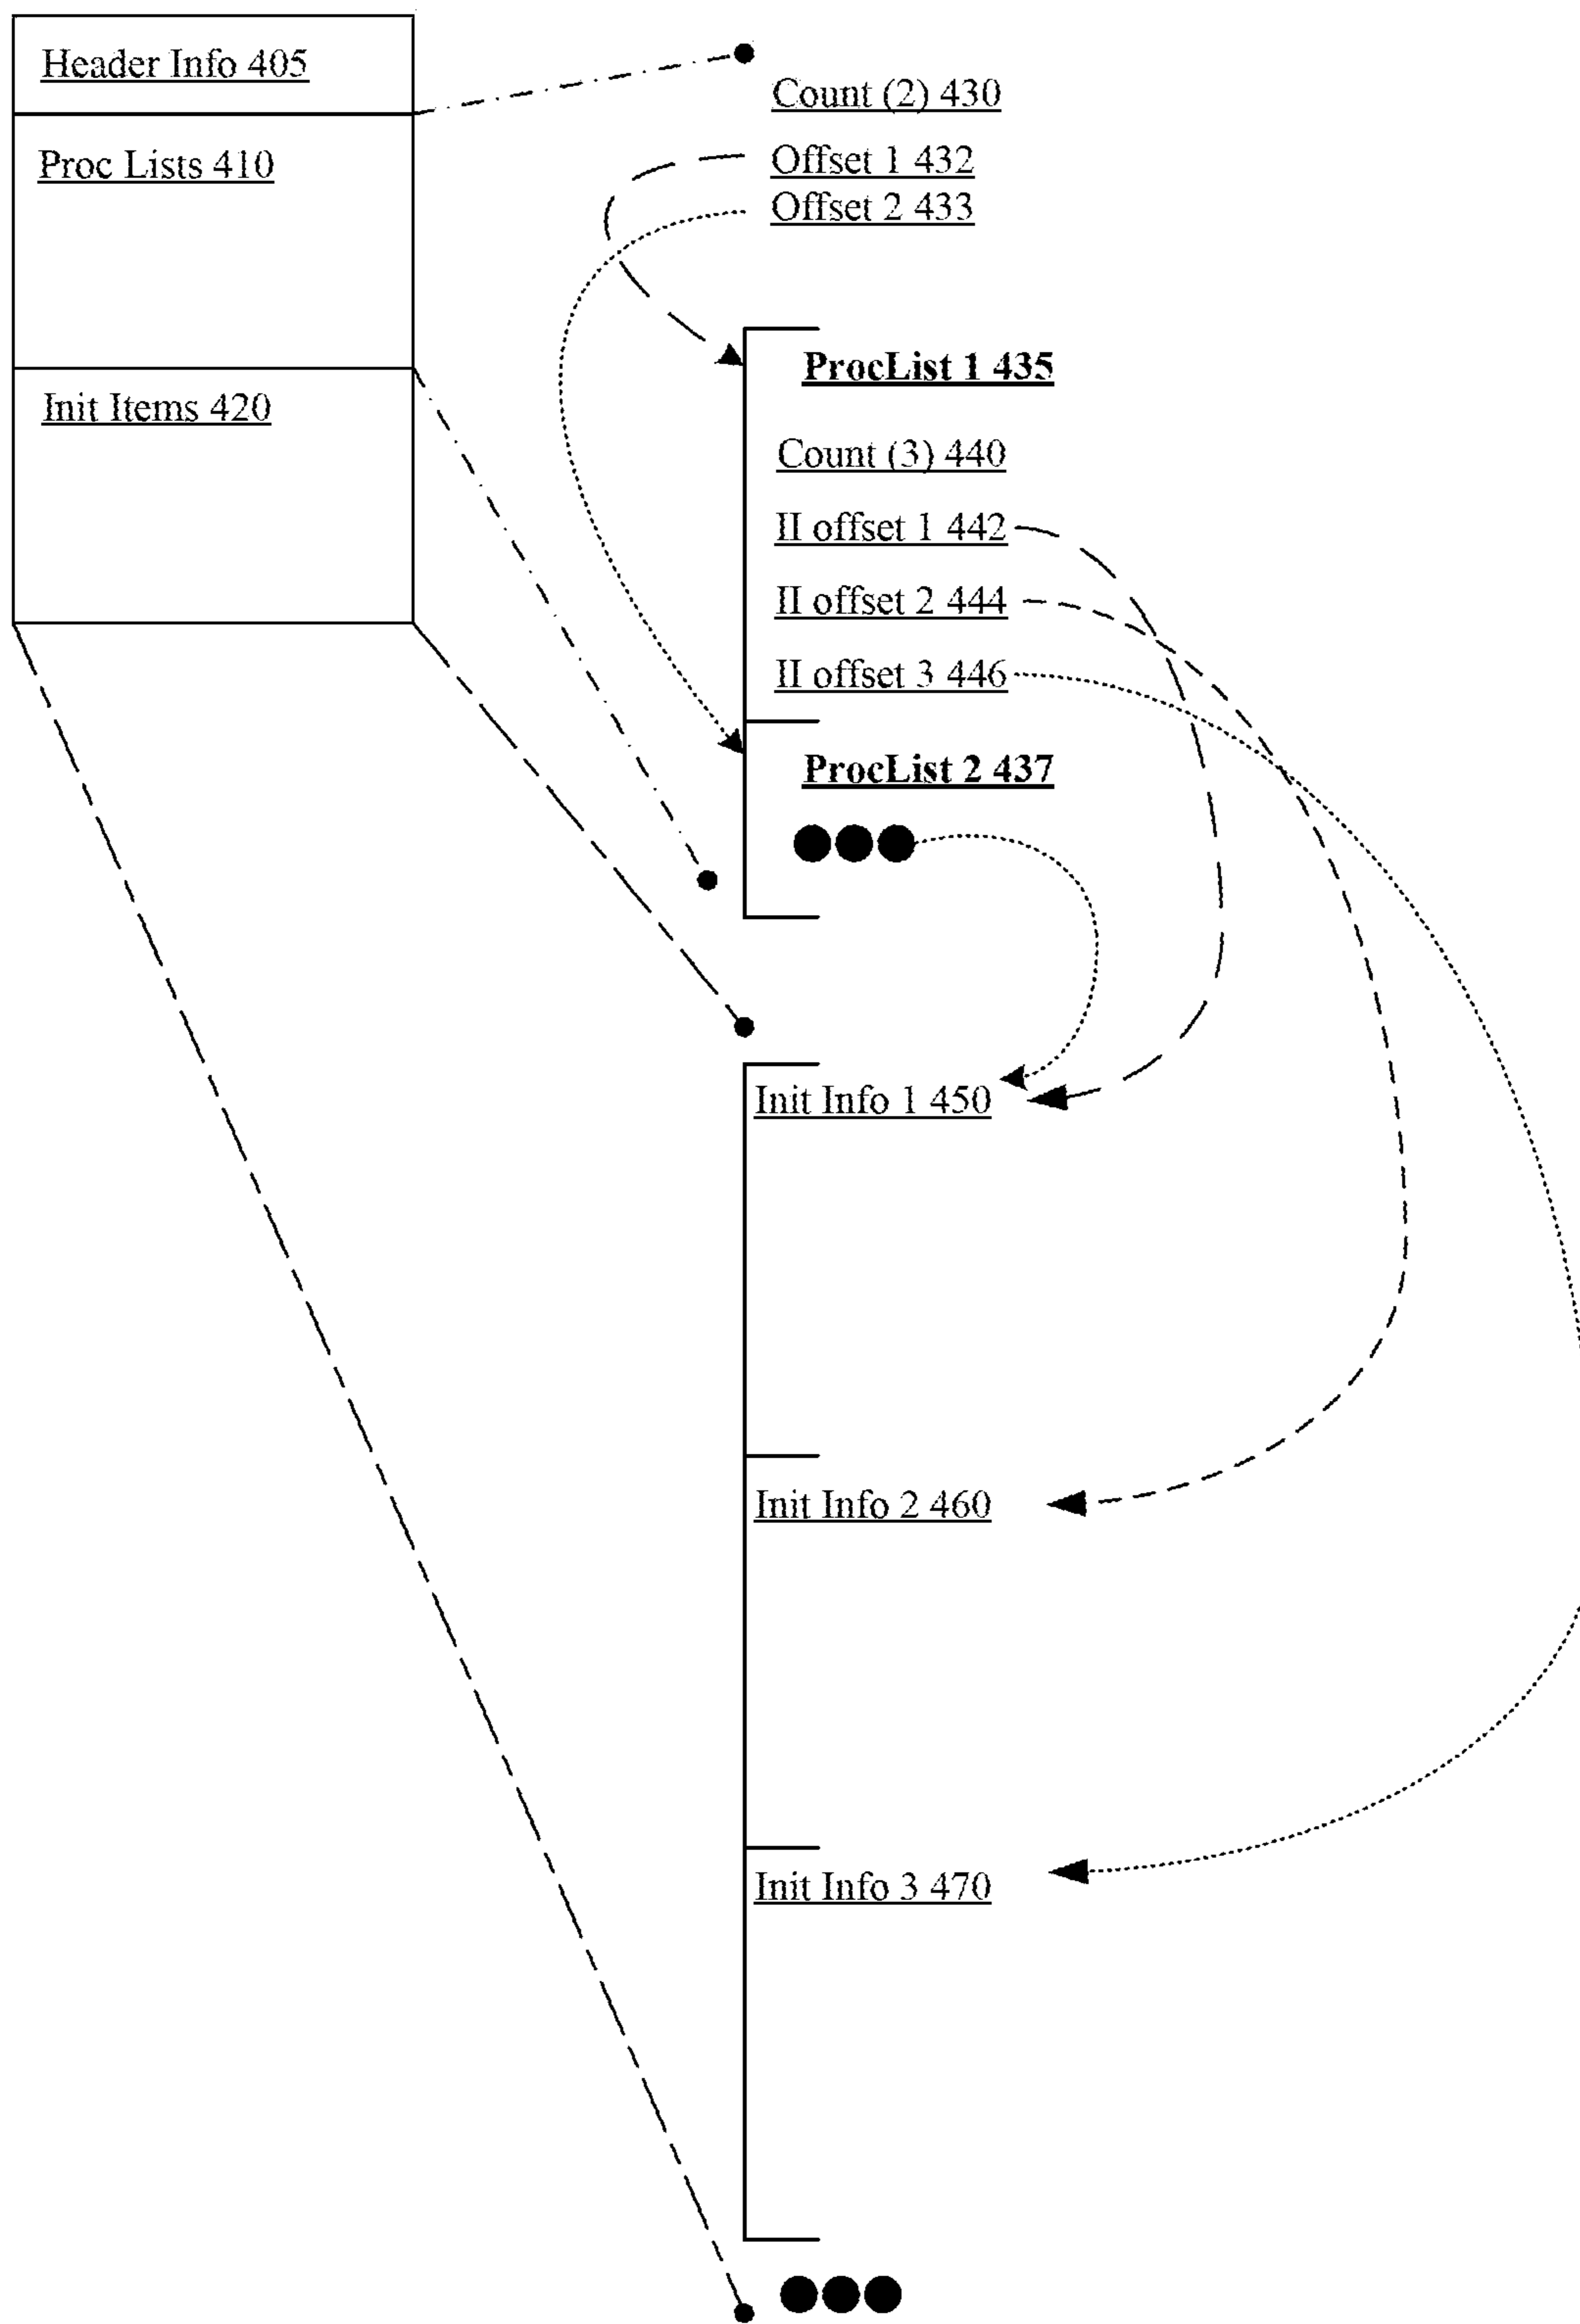 Header Info 405
Proc Lists 410
Init Items 420
Count (2) 430
Offset 1 432
Offset 2 433
ProcList 1 435
Count (3) 440
II offset 1 442
II offset 2 444
II offset 3 446
ProcList 2 437
Init Info 1 450
Init Info 2 460
Init Info 3 470